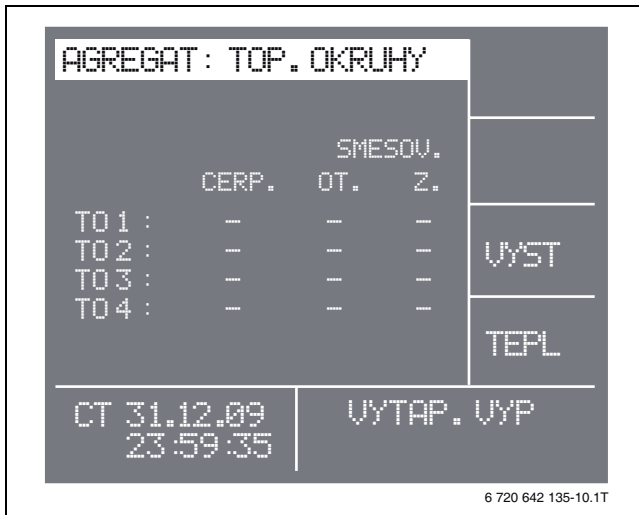 AGREGAT: TOP. OKRUHY
SMESOV.
CERP. OT. Z.
TO 1 : – – –
TO 2 : – – –
TO 3 : – – –
TO 4 : – – –
VYST
TEPL
CT 31.12.09
23:59:35
VYTAP. VYP
6 720 642 135-10.1T